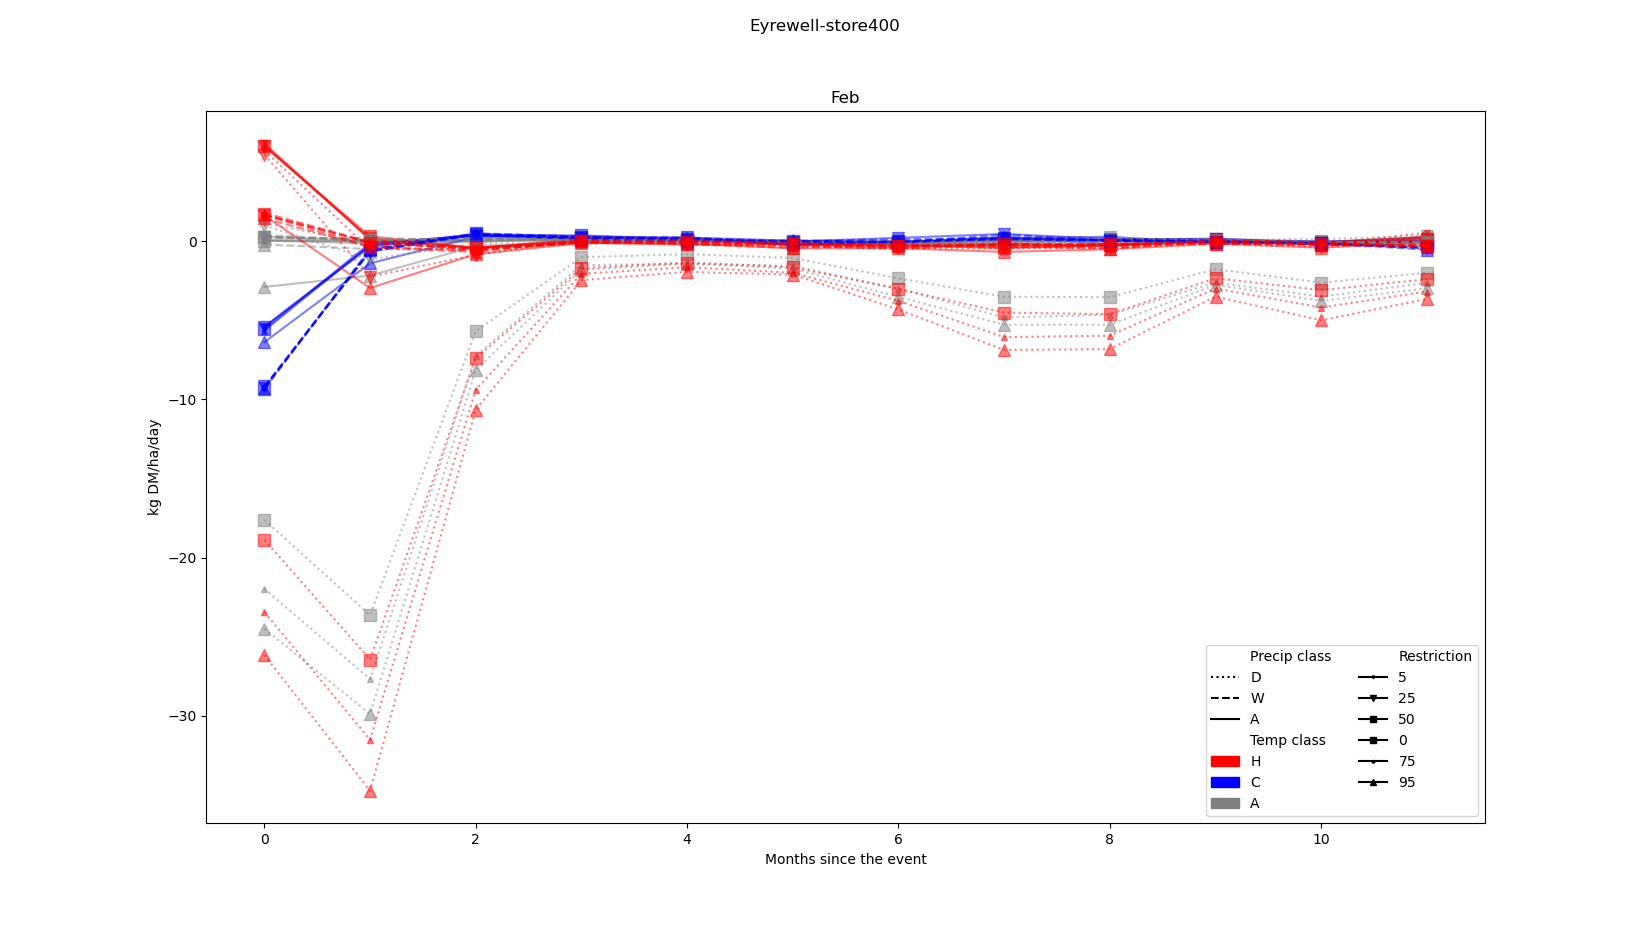 Eyrewell-store400
Feb
0
−10
−20
−30
kg DM/ha/day
0 2 4 6 8 10
Months since the event
Precip class
D
W
A
Temp class
H
C
A
Restriction
5
25
50
0
75
95